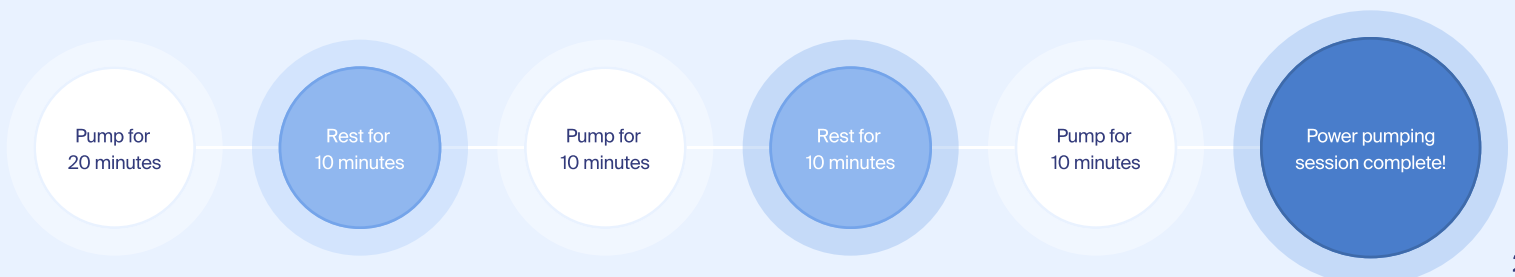 Pump for
20 minutes
Rest for
10 minutes
Pump for
10 minutes
Rest for
10 minutes
Pump for
10 minutes
Power pumping
session complete!